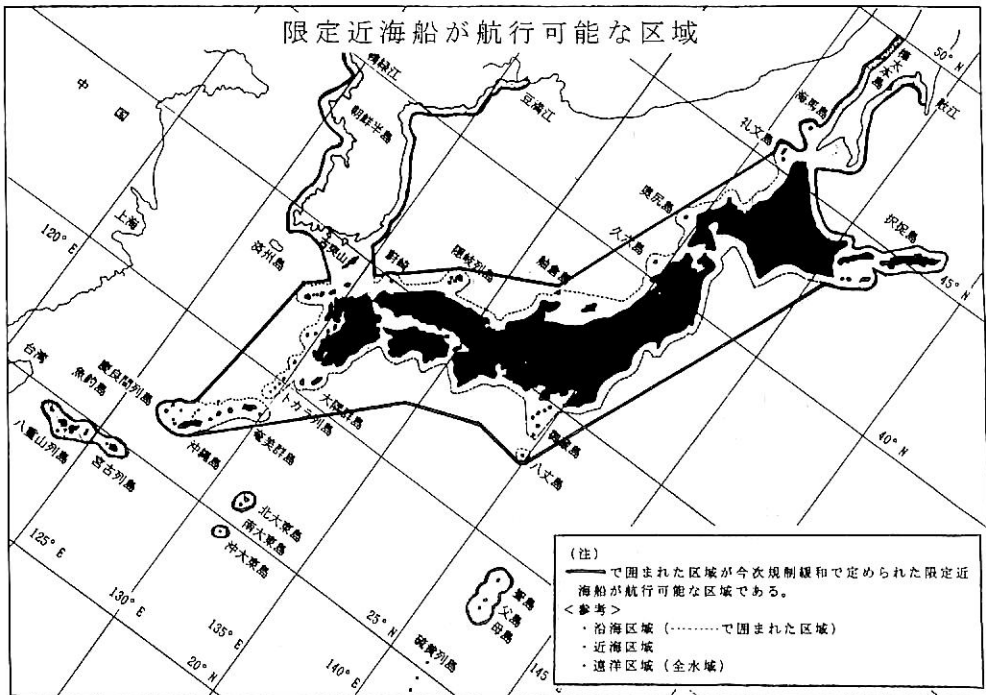 限定近海船が航行可能な区域
50°N
樺太本島
敷江
海馬島
礼文島
鴨緑江
朝鮮半島
豆満江
中国
上海
120°E
済州島
隠岐列島
舳倉島
奥尻島
久六島
択捉島
45°N
台湾
魚釣島
慶良間列島
トカラ列島
大隅群島
奄美群島
沖縄島
八重山列島
宮古列島
御蔵島
八丈島
40°N
北大東島
南大東島
沖大東島
125°E
130°E
135°E
20°N
25°N
140°E
145
聟島
父島
母島
硫黄列島
(注)
━━━で囲まれた区域が今次規制緩和で定められた限定近
海船が航行可能な区域である。
<参考>
・沿海区域(………で囲まれた区域)
・近海区域
・遠洋区域(全水域)